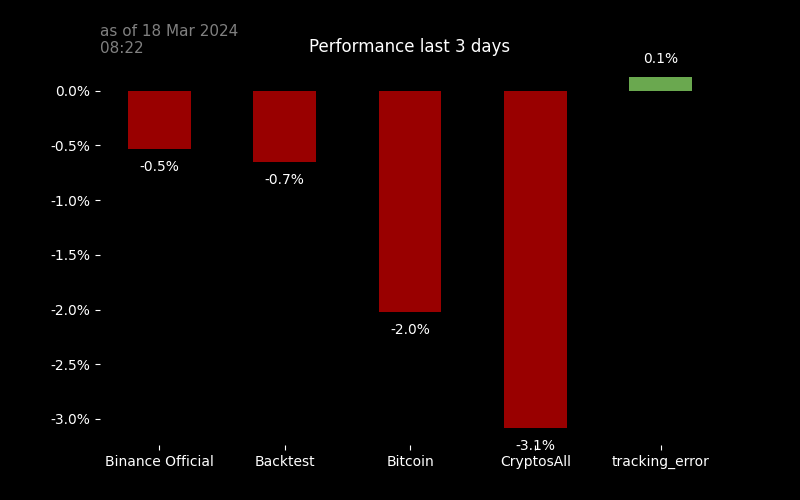 as of 18 Mar 2024
08:22
Performance last 3 days
0.1%
0.0%
-0.5%
-0.5%
-0.7%
-1.0%
-1.5%
-2.0%
-2.0%
-2.5%
-3.0%
-3.1%
Binance Official
Backtest
Bitcoin
CryptosAll
tracking_error